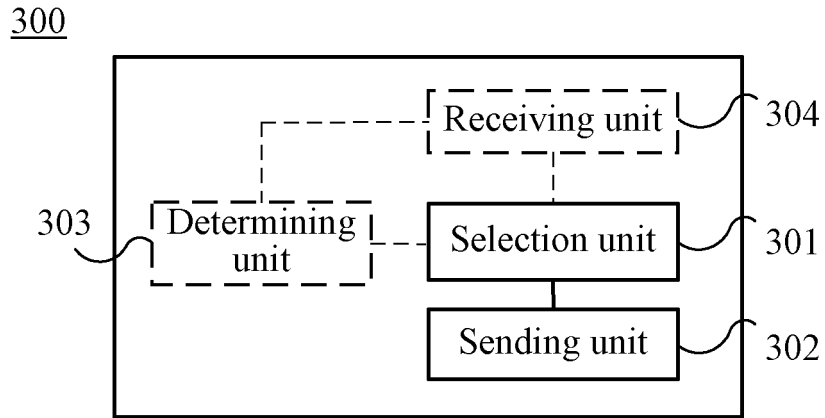 300
Receiving unit
304
303
Determining
unit
Selection unit
301
Sending unit
302